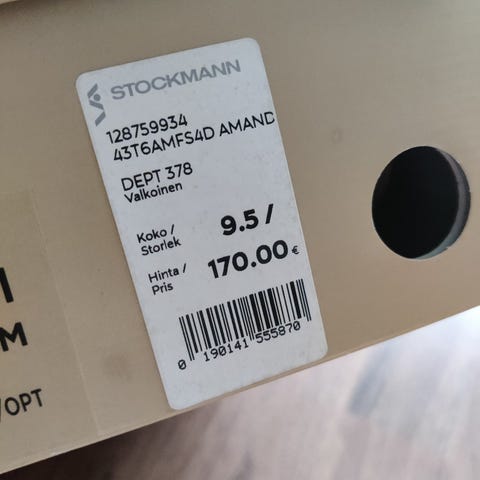 STOCKMANN
128759934
43T6AMFS4D AMAND
DEPT 378
Valkoinen
Koko /
Storlek
9.5 /
Hinta /
Pris
170.00 €
0 190141 555870
M
/OPT